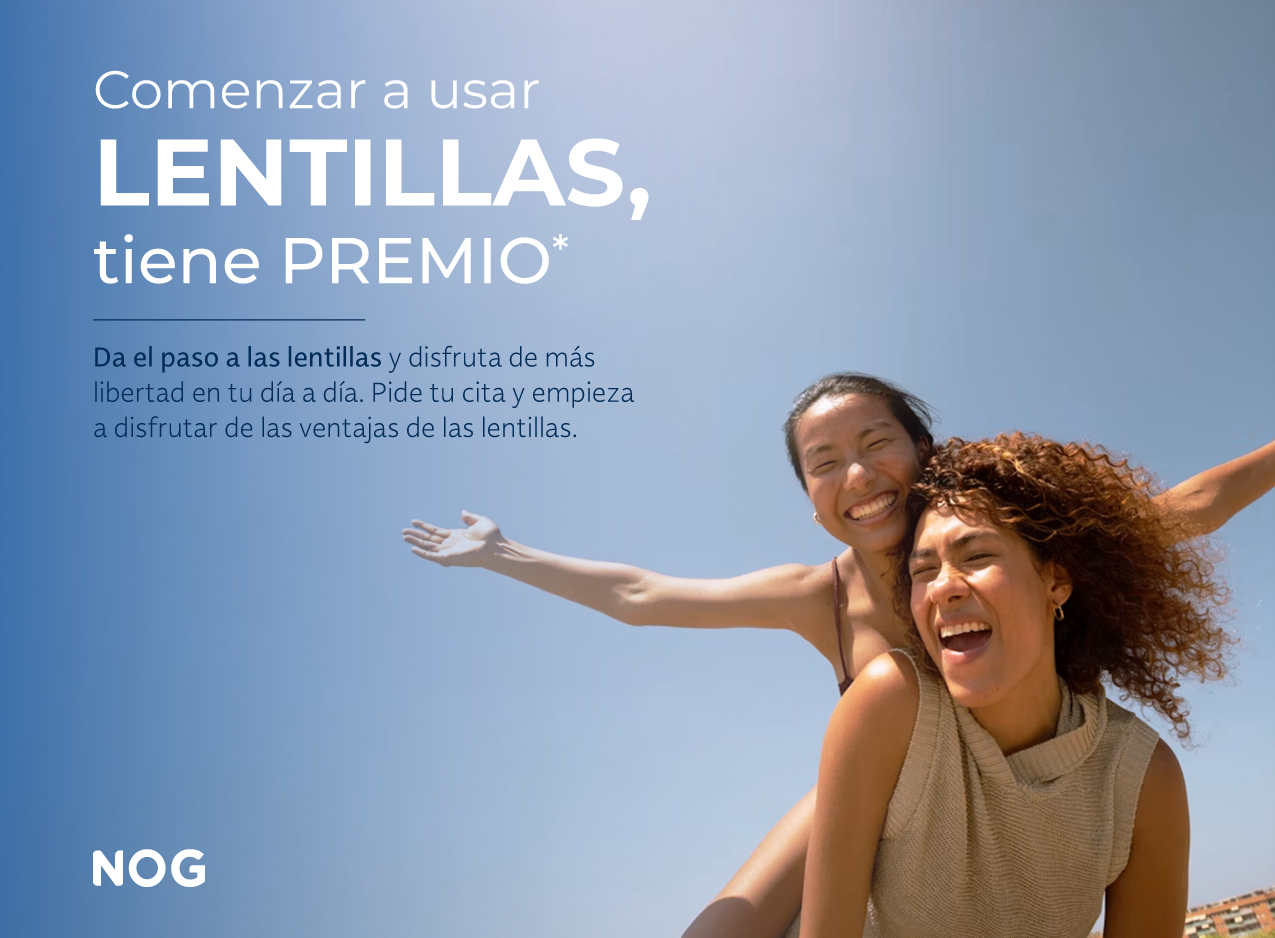 Comenzar a usar
LENTILLAS,
tiene PREMIO*
Da el paso a las lentillas y disfruta de más
libertad en tu día a día. Pide tu cita y empieza
a disfrutar de las ventajas de las lentillas.
NOG